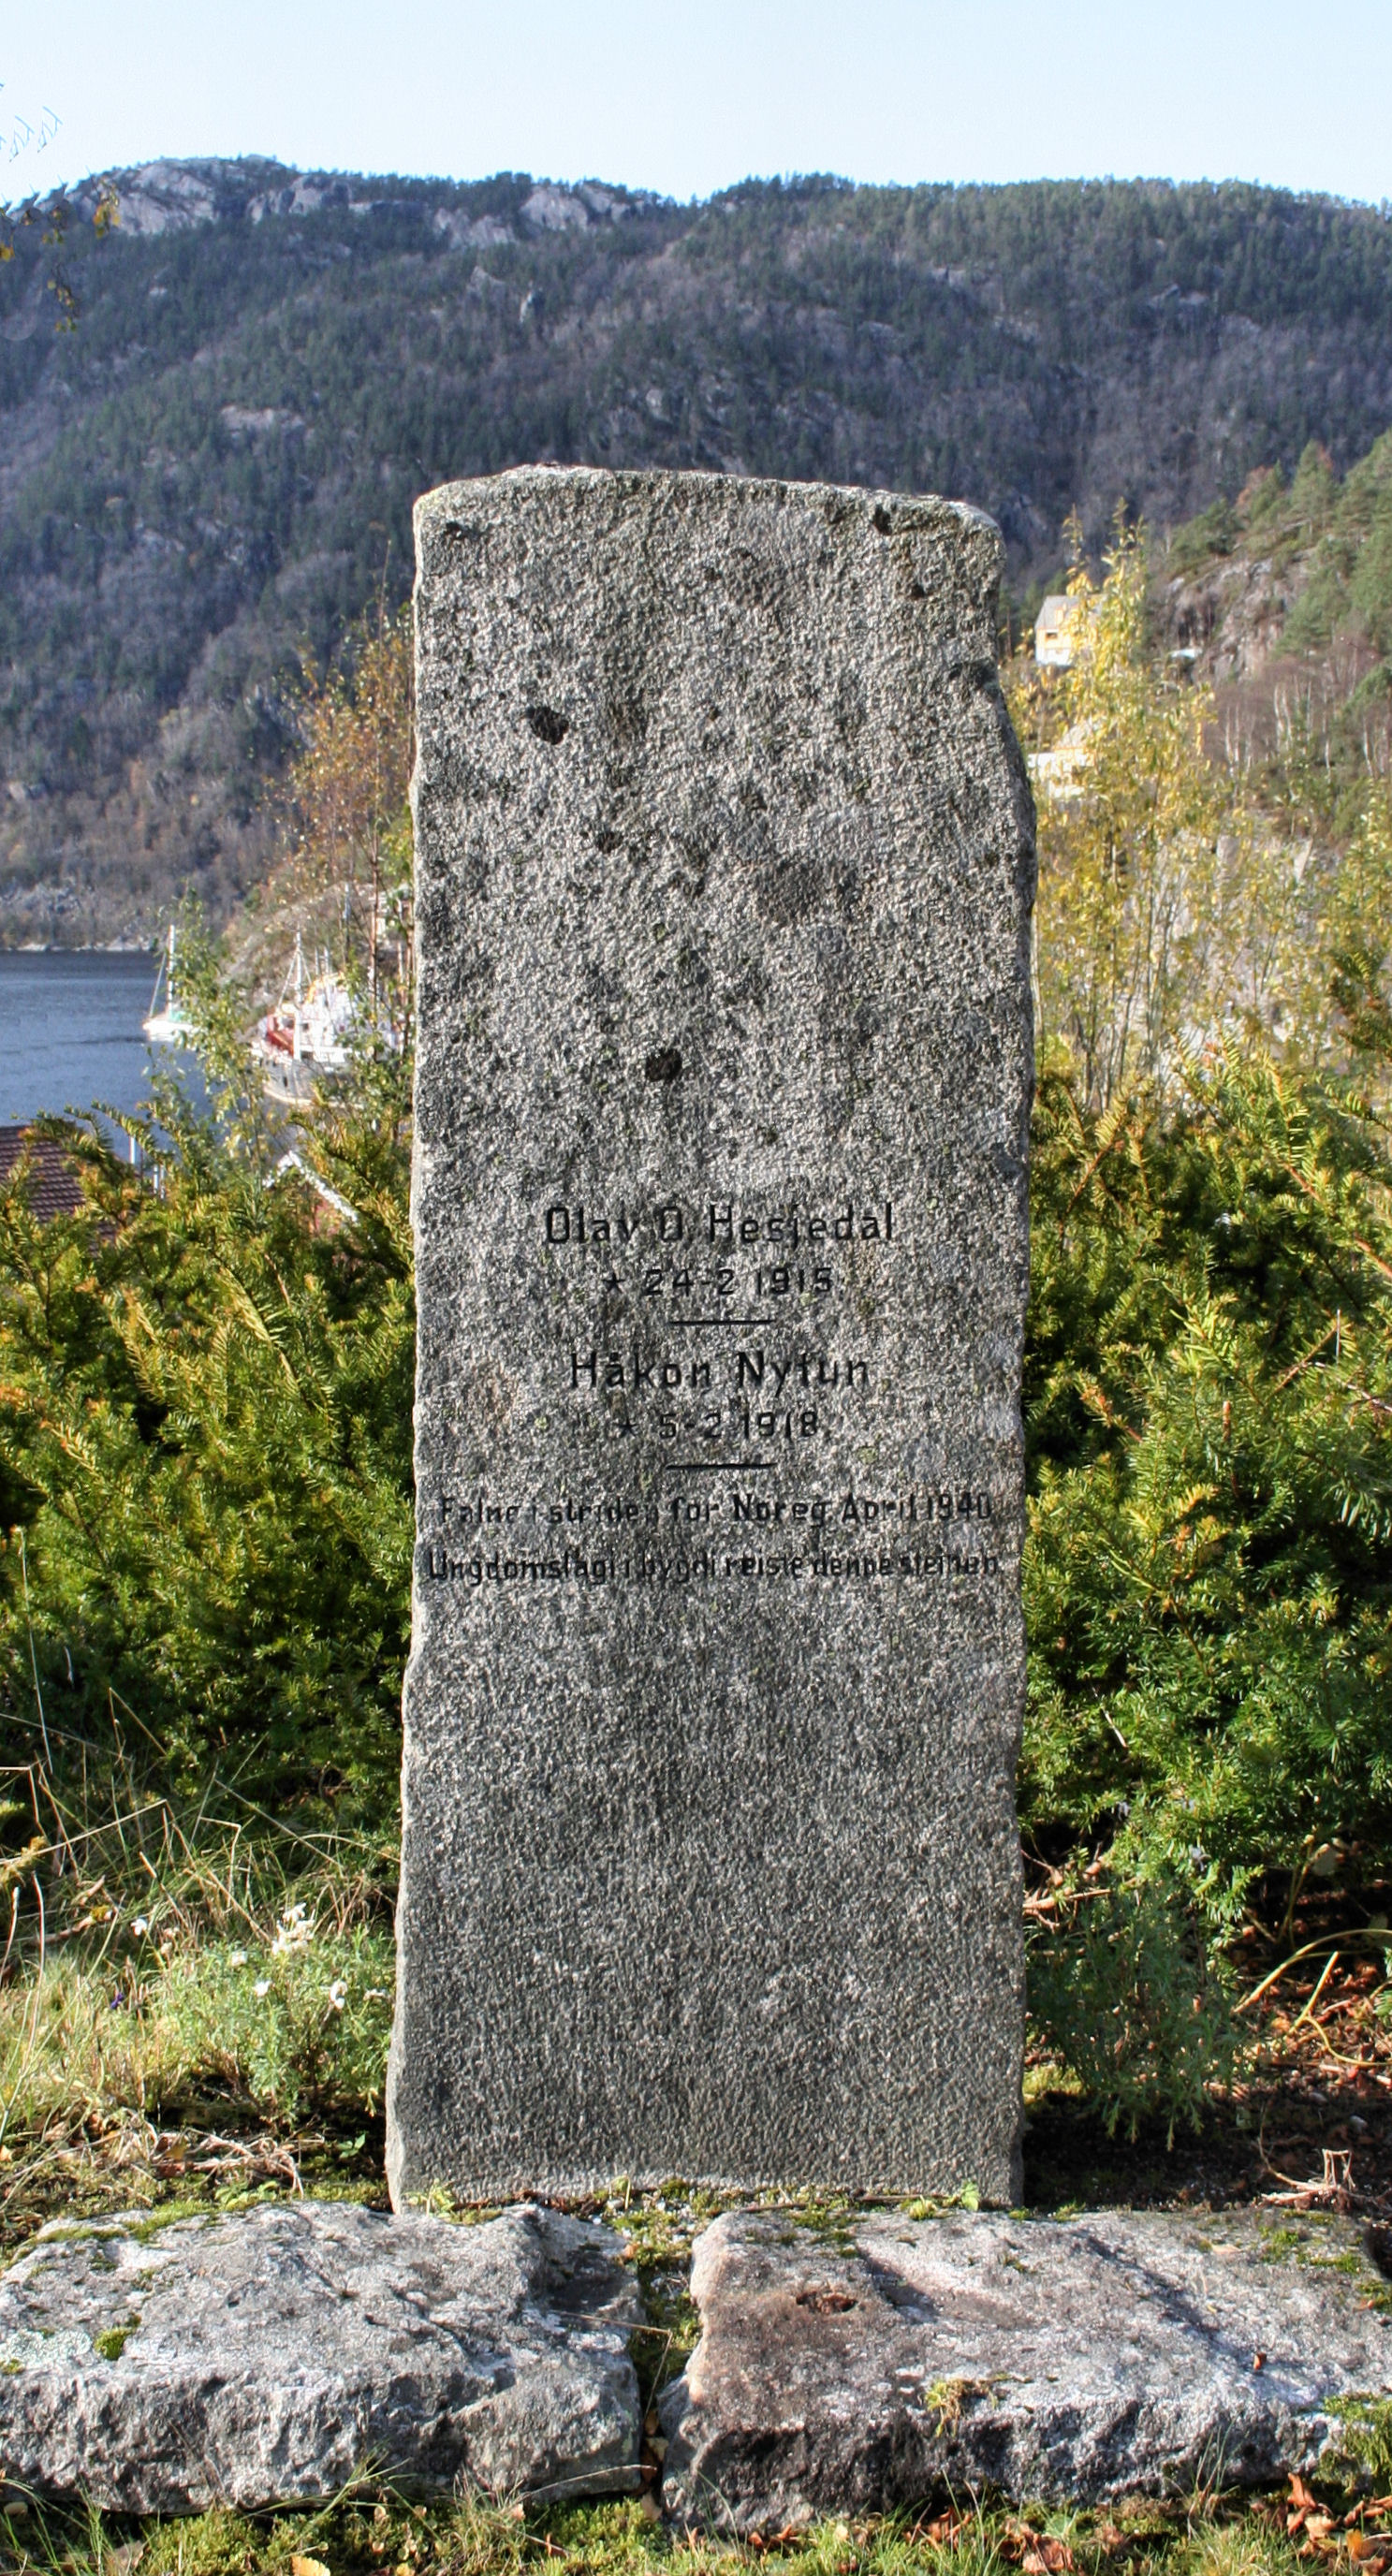 Olav O. Hesjedal
* 24-2 1915
Håkon Nytun
* 5-2 1918
Falne i striden for Noreg April 1940
Ungdomslagi i bygdi reiste denne steinen